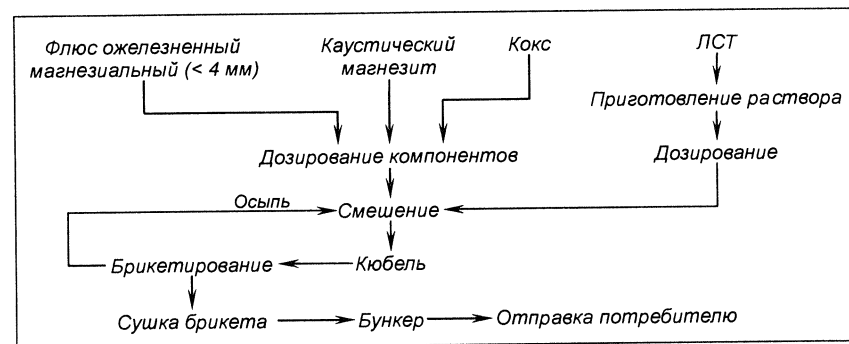 Флюс ожелезненный
магнезиальный (< 4 мм)
Каустический
магнезит
Кокс
ЛСТ
Приготовление раствора
Дозирование компонентов
Дозирование
Осыпь
Смешение
Брикетирование
Кюбель
Сушка брикета
Бункер
Отправка потребителю